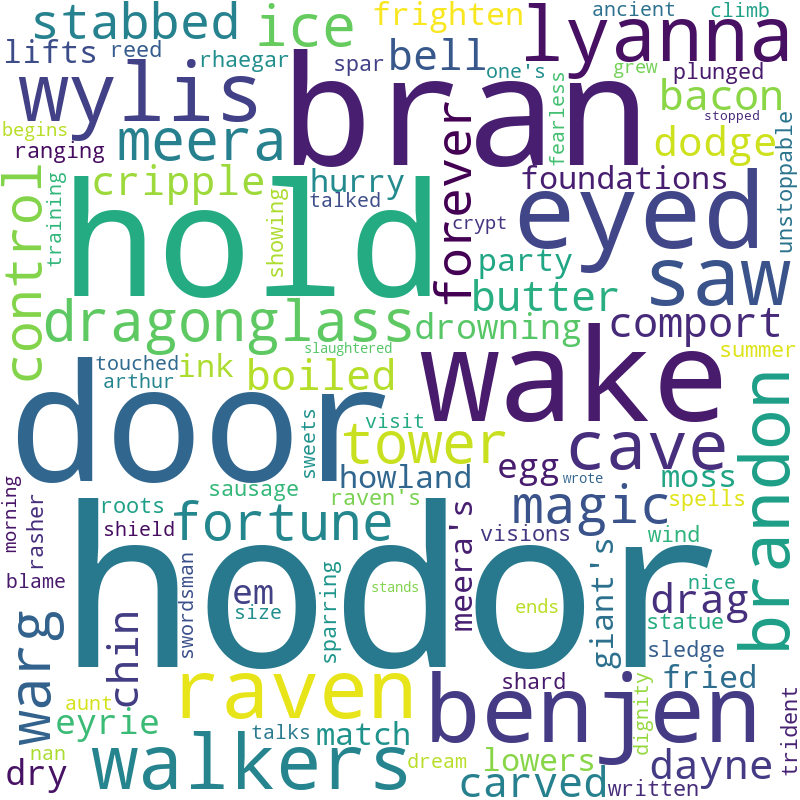 stabbed
ice
frighten
ancient
climb
lifts
reed
rhaegar
spar
bell
one's
lyanna
grew
plunged
bacon
stopped
begins
wylis
bran
ranging
meera
forever
fearless
dodge
unstoppable
control
training
cripple
hurry
talked
showing
foundations
crypt
eyed
hold
party
saw
butter
dragonglass
drowning
comport
slaughtered
wake
summer
touched
arthur
ink
boiled
door
sweets
visit
tower
cave
brandon
howland
egg
wrote
moss
morning
rasher
roots
sausage
raven's
shield
fortune
meera's
magic
visions
spells
wind
giant's
hodor
blame
swordsman
em
size
sparring
stands
ends
nice
drag
statue
warg
chin
sledge
raven
shard
fried
benjen
dignity
trident
aunt
eyrie
talks
match
nan
walkers
dream
lowers
dayne
dry
carved
written